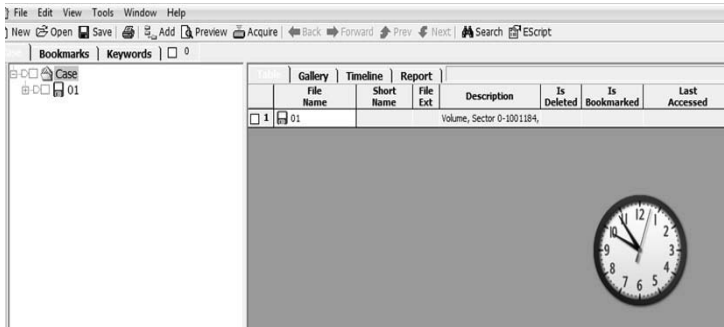 File Edit View Tools Window Help
New Open Save Add Preview Acquire Back Forward Prev Next Search EScript
Bookmarks Keywords 0
Case
01
Table Gallery Timeline Report
File Name Short Name File Ext Description Is Deleted Is Bookmarked Last Accessed
1 01 Volume, Sector 0-1001184,
12
11 1
10 2
9 3
8 4
7 6 5